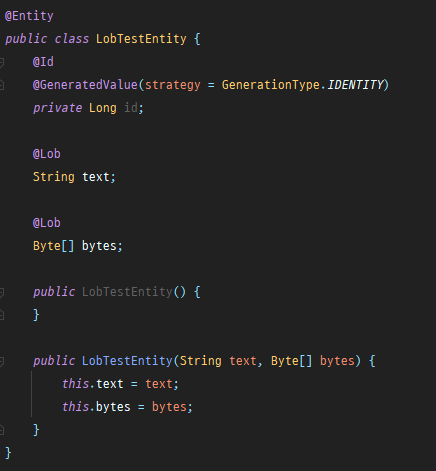 @Entity
public class LobTestEntity {
@Id
@GeneratedValue(strategy = GenerationType.IDENTITY)
private Long id;
@Lob
String text;
@Lob
Byte[] bytes;
public LobTestEntity() {
}
public LobTestEntity(String text, Byte[] bytes) {
this.text = text;
this.bytes = bytes;
}
}